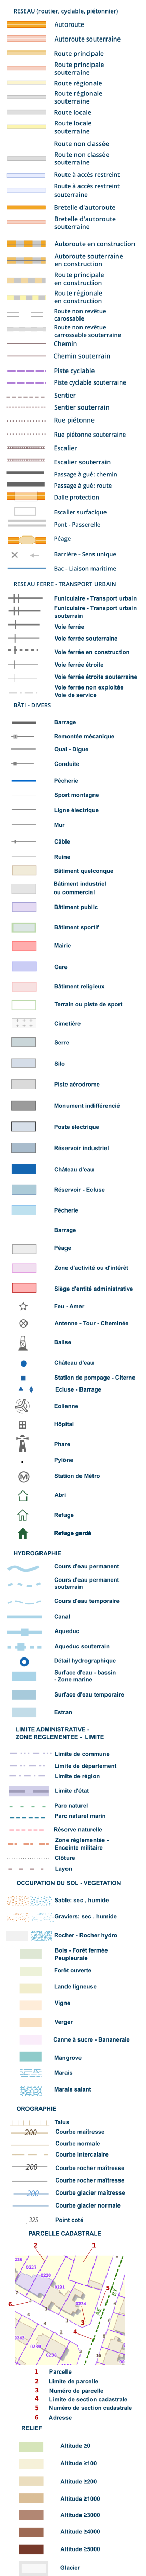 RESEAU (routier, cyclable, piétonnier)
Autoroute
Autoroute souterraine
Route principale
Route principale
souterraine
Route régionale
Route régionale
souterraine
Route locale
Route locale
souterraine
Route non classée
Route non classée
souterraine
Route à accès restreint
Route à accès restreint
souterraine
Bretelle d'autoroute
Bretelle d'autoroute
souterraine
Autoroute en construction
Autoroute souterraine
en construction
Route principale
en construction
Route régionale
en construction
Route non revêtue
carossable
Route non revêtue
carrossable souterraine
Chemin
Chemin souterrain
Piste cyclable
Piste cyclable souterraine
Sentier
Sentier souterrain
Rue piétonne
Rue piétonne souterraine
Escalier
Escalier souterrain
Passage à gué: chemin
Passage à gué: route
Dalle protection
Escalier surfacique
Pont - Passerelle
Péage
Barrière - Sens unique
Bac - Liaison maritime
RESEAU FERRE - TRANSPORT URBAIN
Funiculaire - Transport urbain
Funiculaire - Transport urbain
souterrain
Voie ferrée
Voie ferrée souterraine
Voie ferrée en construction
Voie ferrée étroite
Voie ferrée étroite souterraine
Voie ferrée non exploitée
Voie de service
BÂTI - DIVERS
Barrage
Remontée mécanique
Quai - Digue
Conduite
Pêcherie
Sport montagne
Ligne électrique
Mur
Câble
Ruine
Bâtiment quelconque
Bâtiment industriel
ou commercial
Bâtiment public
Bâtiment sportif
Mairie
Gare
Bâtiment religieux
Terrain ou piste de sport
Cimetière
Serre
Silo
Piste aérodrome
Monument indifférencié
Poste électrique
Réservoir industriel
Château d'eau
Réservoir - Ecluse
Pêcherie
Barrage
Péage
Zone d'activité ou d'intérêt
Siège d'entité administrative
Feu - Amer
Antenne - Tour - Cheminée
Balise
Château d'eau
Station de pompage - Citerne
Ecluse - Barrage
Eolienne
Hôpital
Phare
Pylône
M Station de Métro
Abri
Refuge
Refuge gardé
HYDROGRAPHIE
Cours d'eau permanent
Cours d'eau permanent
souterrain
Cours d'eau temporaire
Canal
Aqueduc
Aqueduc souterrain
Détail hydrographique
Surface d'eau - bassin
- Zone marine
Surface d'eau temporaire
Estran
LIMITE ADMINISTRATIVE -
ZONE REGLEMENTEE - LIMITE
Limite de commune
Limite de département
Limite de région
Limite d'état
Parc naturel
Parc naturel marin
Réserve naturelle
Zone réglementée -
Enceinte militaire
Clôture
Layon
OCCUPATION DU SOL - VEGETATION
Sable: sec , humide
Graviers: sec , humide
Rocher - Rocher hydro
Bois - Forêt fermée
Peupleuraie
Forêt ouverte
Lande ligneuse
Vigne
Verger
Canne à sucre - Bananeraie
Mangrove
Marais
Marais salant
OROGRAPHIE
Talus
200 Courbe maîtresse
Courbe normale
Courbe intercalaire
200 Courbe rocher maîtresse
Courbe rocher maîtresse
200 Courbe glacier maîtresse
Courbe glacier normale
325 Point coté
PARCELLE CADASTRALE
2 1
0127
0230
0191
5
6
0234
3
2 4
1 Parcelle
2 Limite de parcelle
3 Numéro de parcelle
4 Limite de section cadastrale
5 Numéro de section cadastrale
6 Adresse
RELIEF
Altitude ≥0
Altitude ≥100
Altitude ≥200
Altitude ≥1000
Altitude ≥3000
Altitude ≥4000
Altitude ≥5000
Glacier